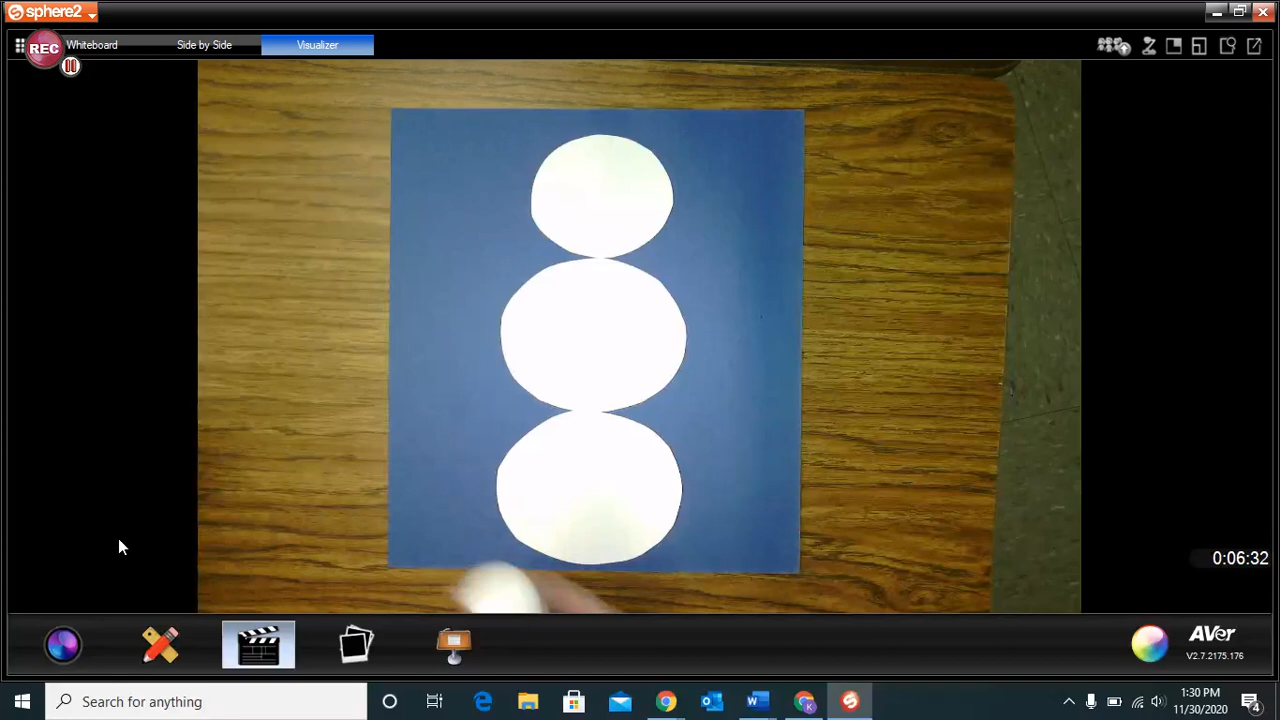 sphere2
REC
Whiteboard
Side by Side
Visualizer
0:06:32
AVer
V2.7.2175.176
Search for anything
1:30 PM
11/30/2020
4